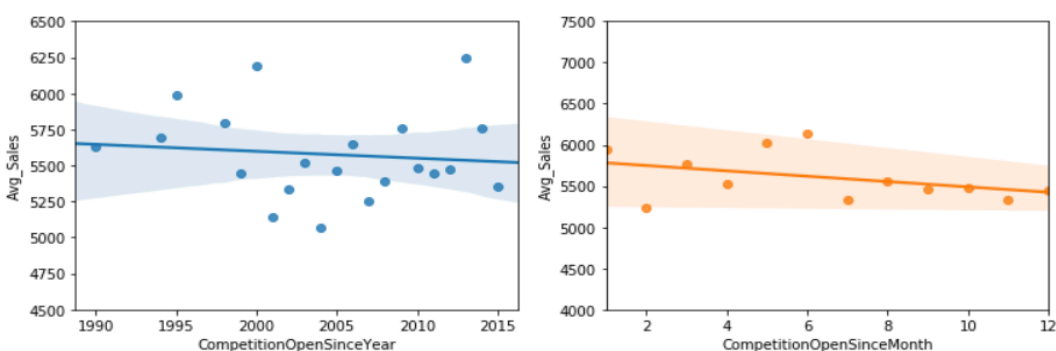 6500
6250
6000
5750
5500
5250
5000
4750
4500
Avg_Sales
1990 1995 2000 2005 2010 2015
CompetitionOpenSinceYear
7500
7000
6500
6000
5500
5000
4500
4000
Avg_Sales
2 4 6 8 10 12
CompetitionOpenSinceMonth